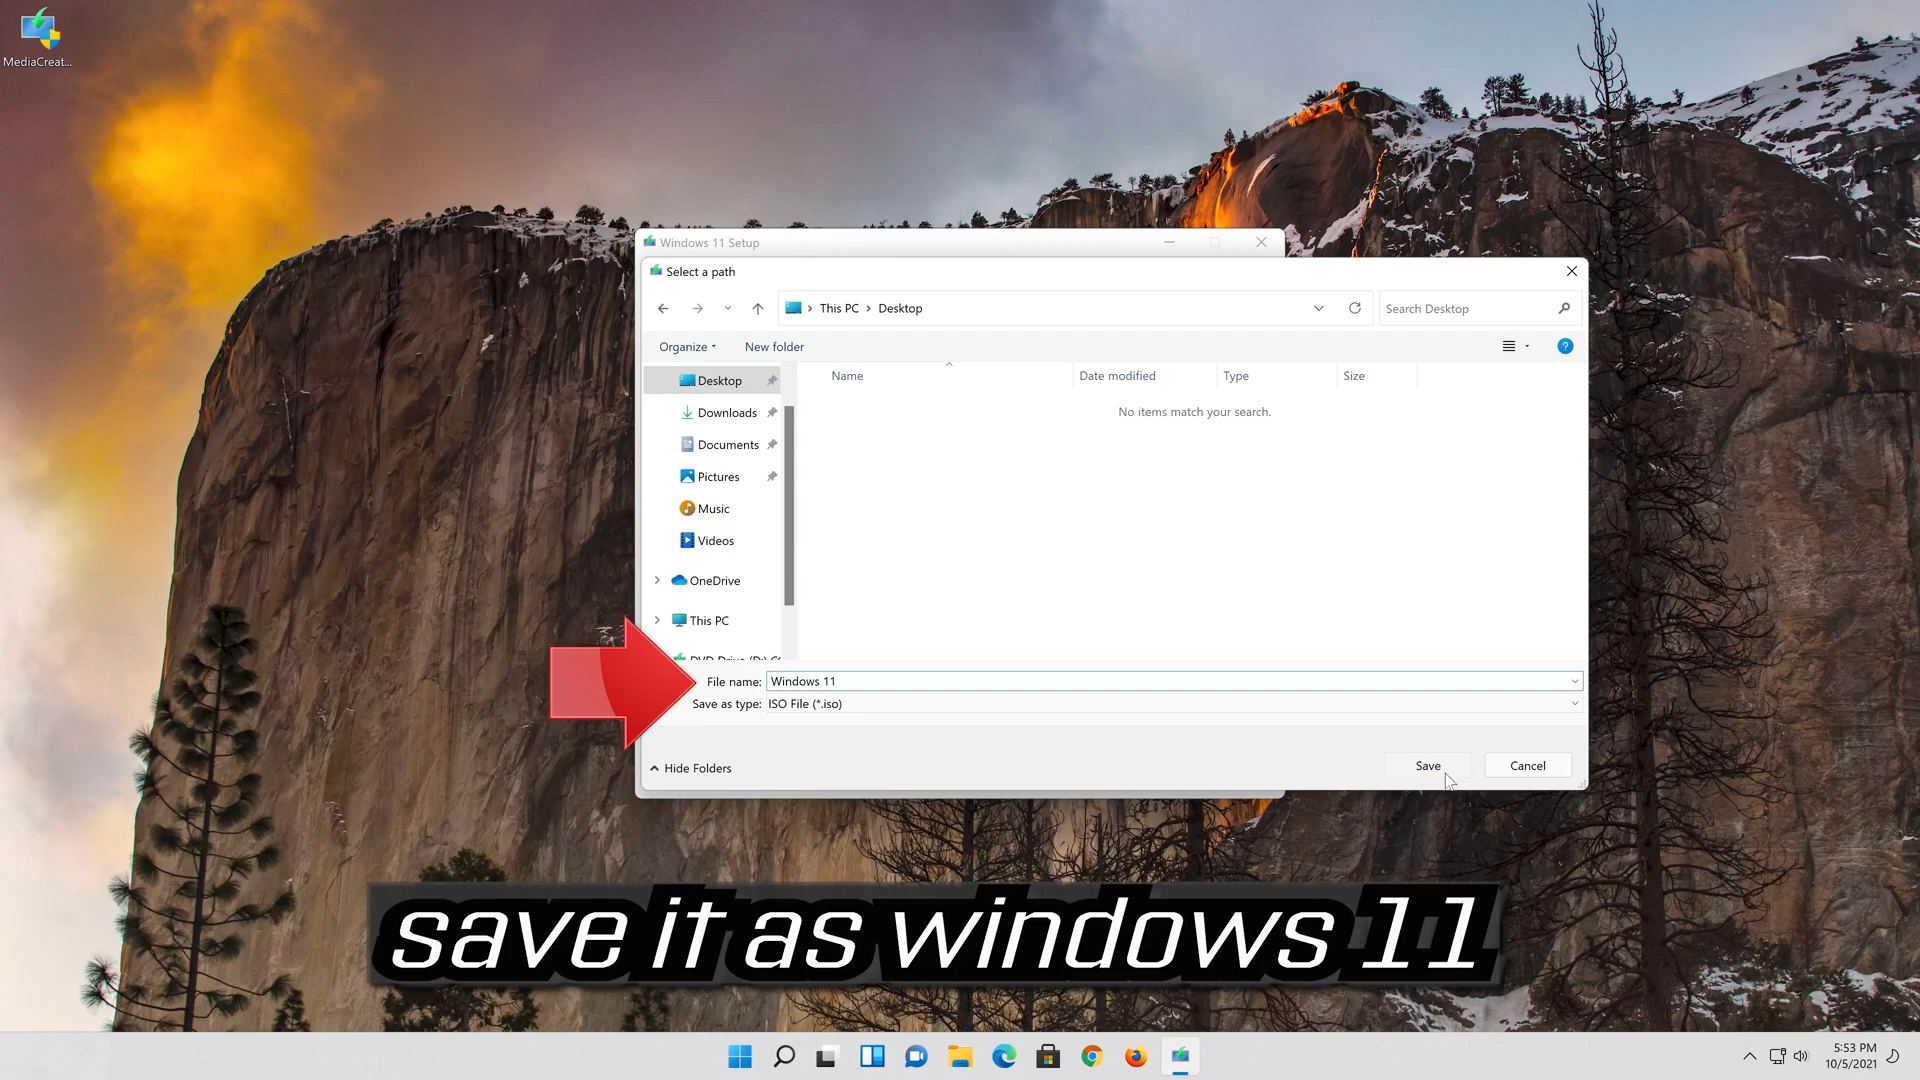 MediaCreat...
Windows 11 Setup
Select a path
This PC
Desktop
Search Desktop
Organize
New folder
Name
Date modified
Type
Size
No items match your search.
Desktop
Downloads
Documents
Pictures
Music
Videos
OneDrive
This PC
File name: Windows 11
Save as type: ISO File (*.iso)
Hide Folders
Save
Cancel
save it as windows 11
5:53 PM
10/5/2021